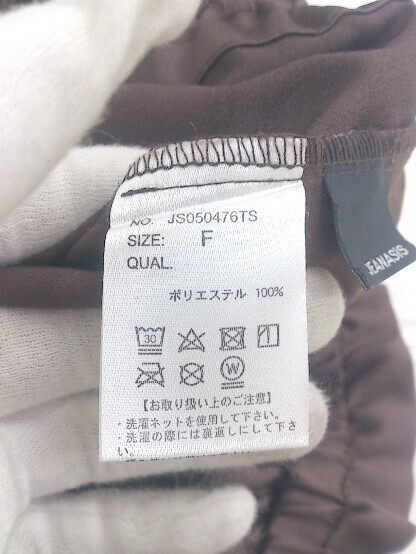 NO. JS050476TS
SIZE: F
QUAL.
ポリエステル 100%
30
W
【お取り扱い上のご注意】
・洗濯ネットを使用して下さい。
・洗濯の際には裏返しにして下さ
い。
JEANASIS